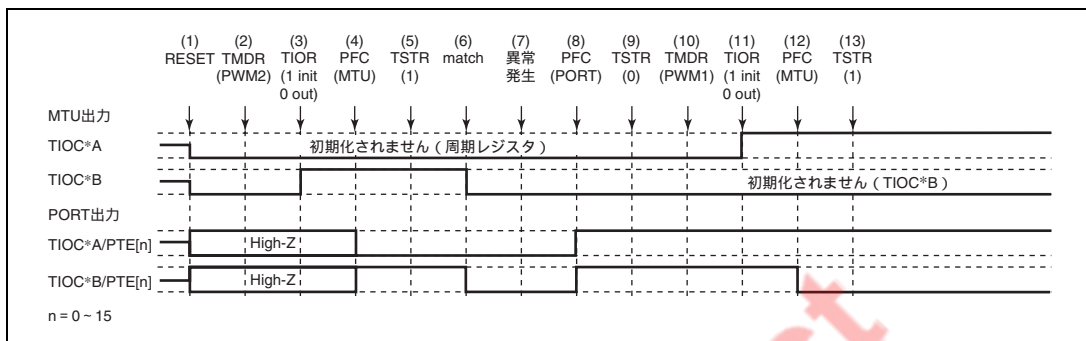 (1) (2) (3) (4) (5) (6) (7) (8) (9) (10) (11) (12) (13)
RESET TMDR TIOR PFC TSTR match 異常 PFC TSTR TMDR TIOR PFC TSTR
(PWM2) (1 init (MTU) (1) 発生 (PORT) (0) (PWM1) (1 init (MTU) (1)
0 out) 0 out)
MTU出力
TIOC*A 初期化されません（周期レジスタ）
TIOC*B 初期化されません（TIOC*B）
PORT出力
TIOC*A/PTE[n] High-Z
TIOC*B/PTE[n] High-Z
n = 0 ~ 15